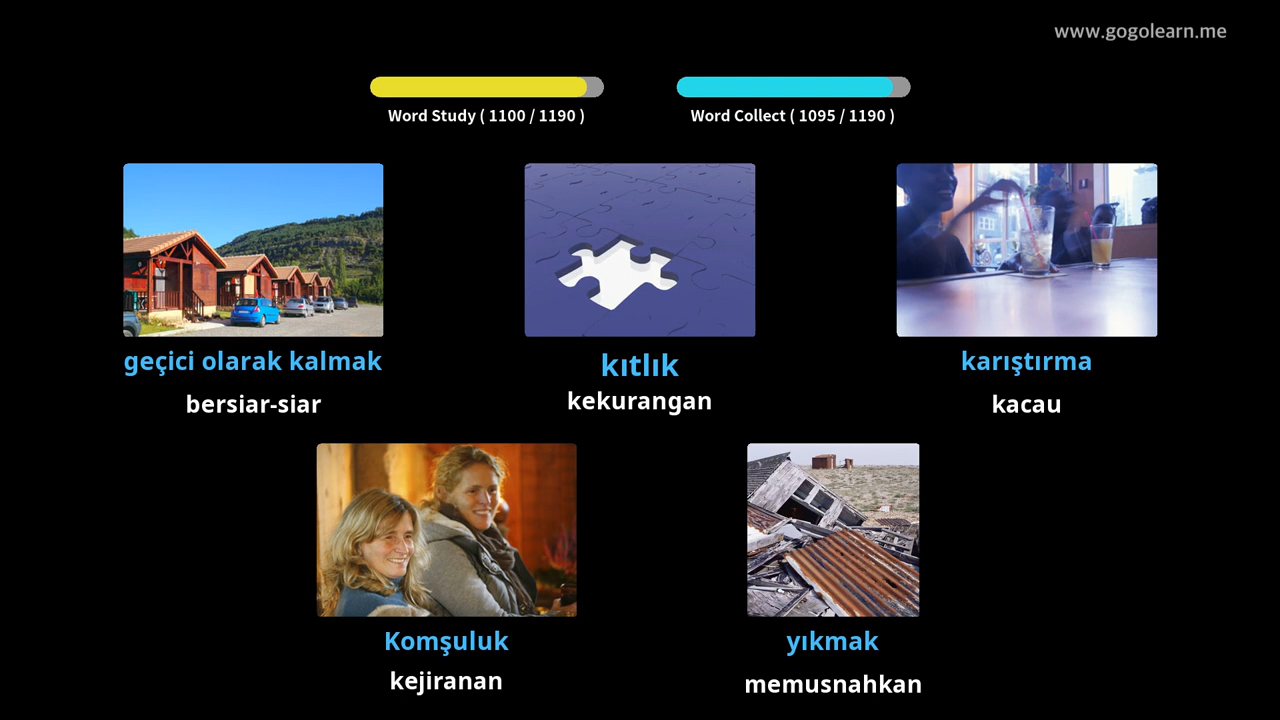 www.gogolearn.me
Word Study ( 1100 / 1190 )
Word Collect ( 1095 / 1190 )
geçici olarak kalmak
bersiar-siar
kıtlık
kekurangan
karıştırma
kacau
Komşuluk
kejiranan
yıkmak
memusnahkan